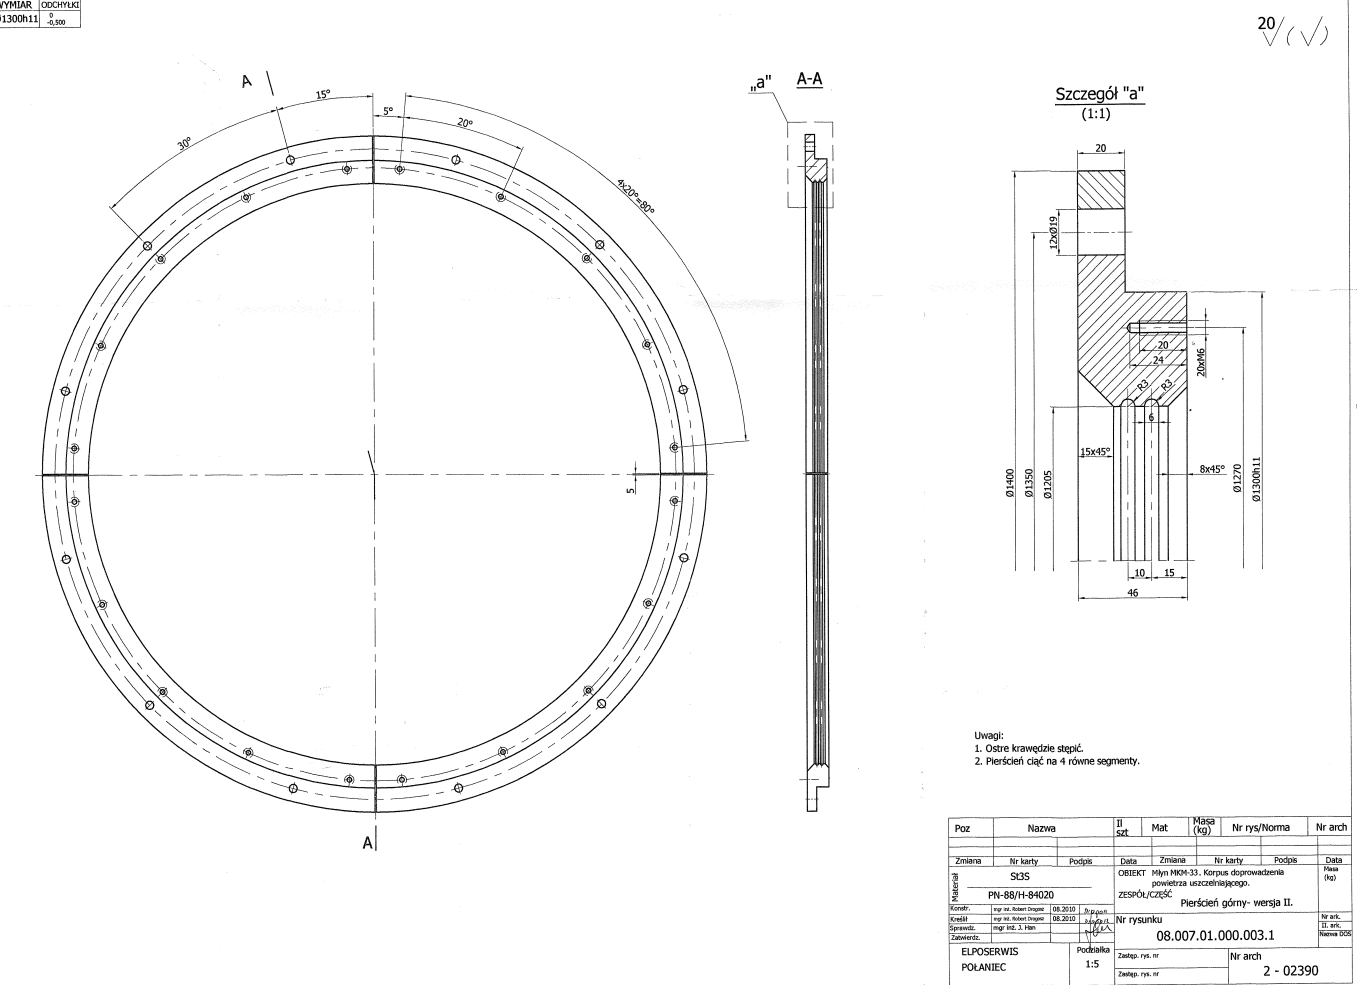 WYMIAR ODCHYŁKI
Ø1300h11 0
-0,500
20
A
15°
5°
20°
30°
4x20°=80°
5
A
„a"
A-A
Szczegół "a"
(1:1)
20
12xØ19
20
24
20xM6
R3
R3
6
15x45°
8x45°
Ø1400
Ø1350
Ø1205
Ø1270
Ø1300h11
10
15
46
Uwagi:
1. Ostre krawędzie stępić.
2. Pierścień ciąć na 4 równe segmenty.
Poz Nazwa Il szt Mat Masa (kg) Nr rys/Norma Nr arch
Zmiana Nr karty Podpis Data Zmiana Nr karty Podpis Data
Materiał St3S
PN-88/H-84020
OBIEKT Młyn MKM-33. Korpus doprowadzenia
powietrza uszczelniającego.
ZESPÓŁ/CZĘŚĆ
Pierścień górny- wersja II.
Masa
(kg)
Konstr. mgr inż. Robert Dragosz 08.2010
Kreślił mgr inż. Robert Dragosz 08.2010
Sprawdz. mgr inż. J. Han
Zatwierdz.
Nr rysunku
08.007.01.000.003.1
Nr ark.
Il. ark.
Nazwa DOS
ELPOSERWIS
POŁANIEC
Podziałka
1:5
Zastęp. rys. nr
Zastęp. rys. nr
Nr arch
2 - 02390